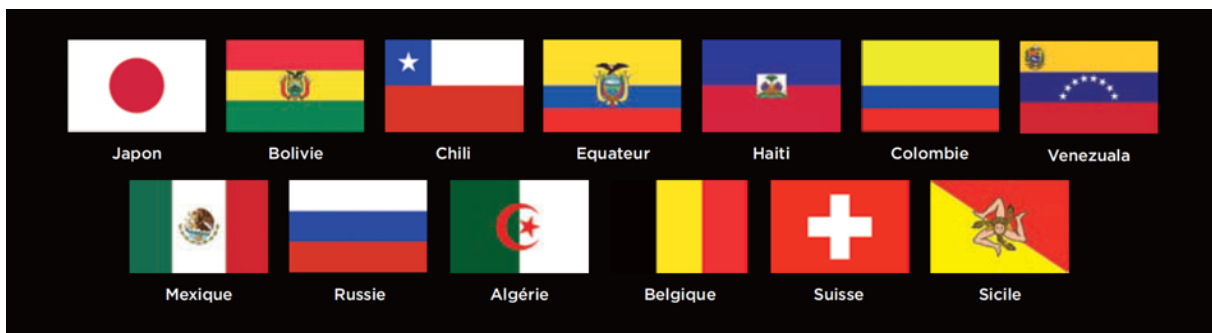 Japon Bolivie Chili Equateur Haiti Colombie Venezuala
Mexique Russie Algérie Belgique Suisse Sicile